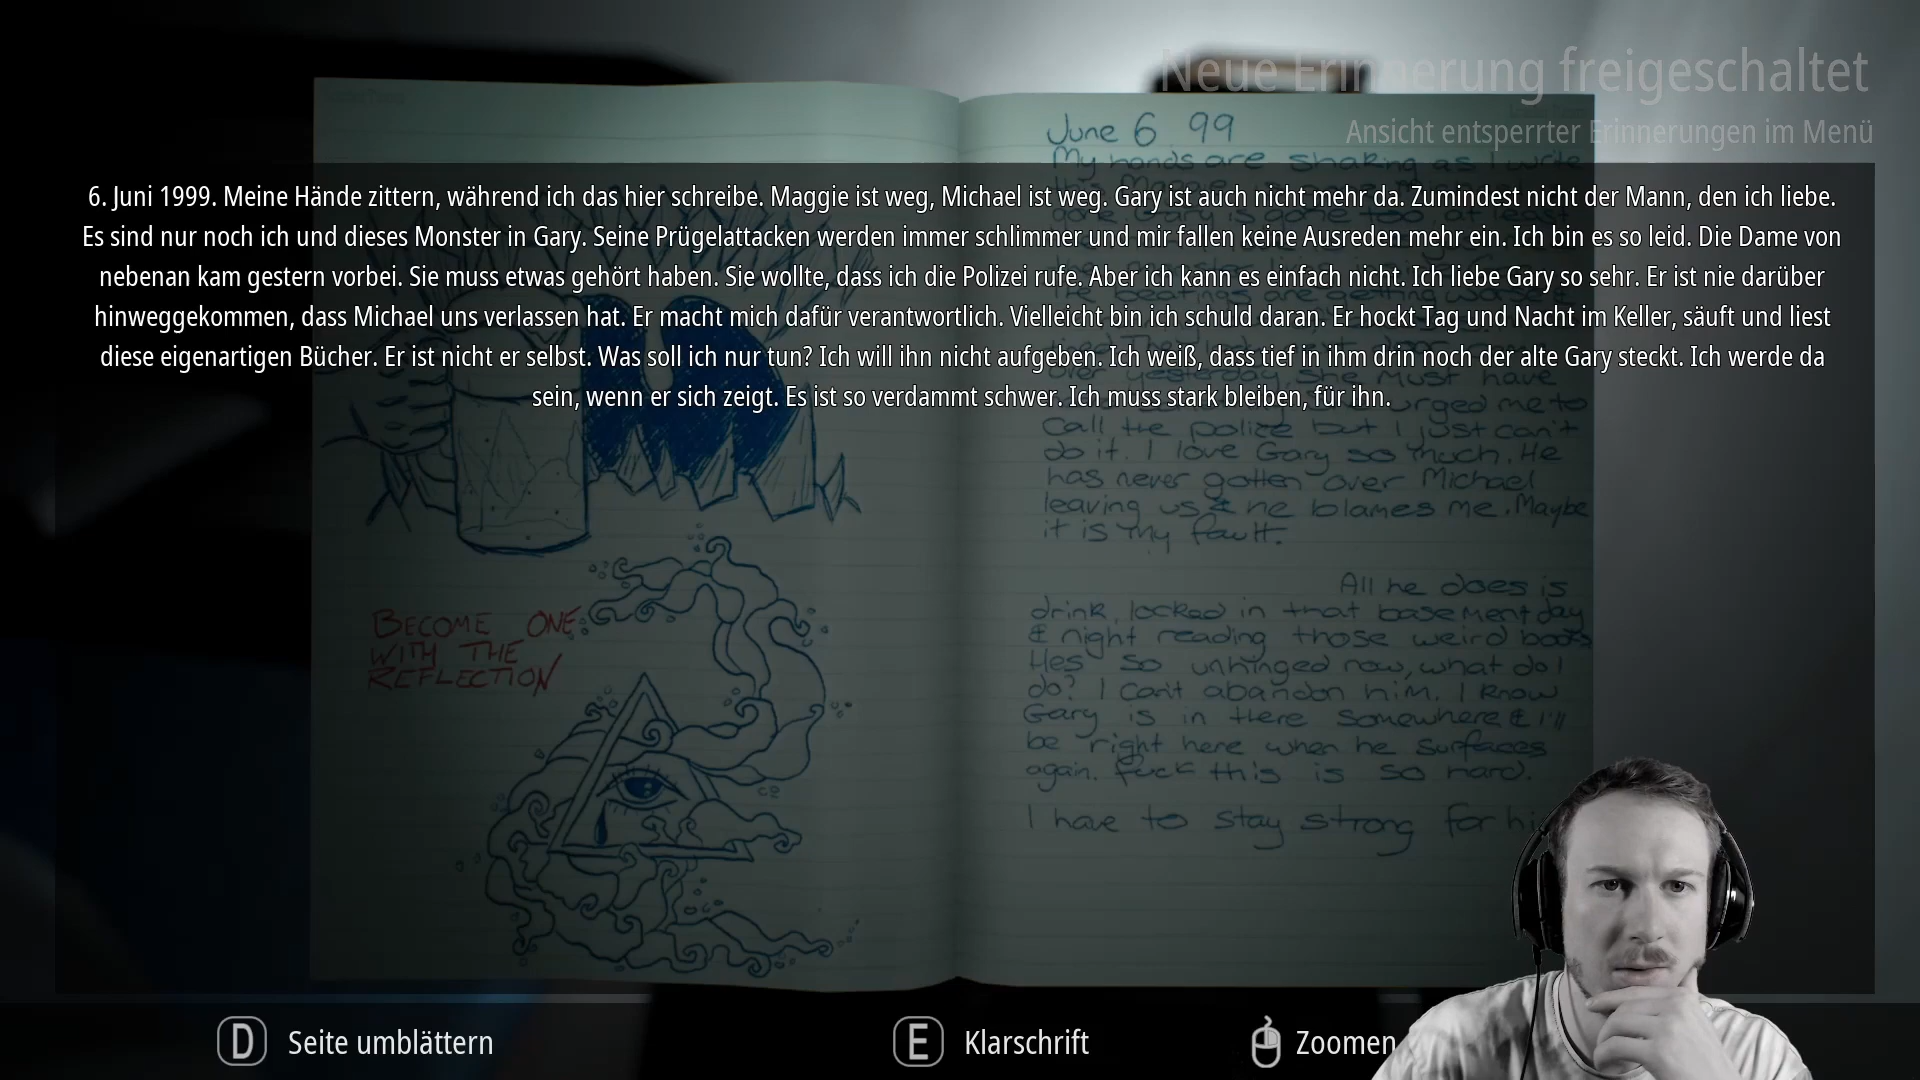 Neue Erinnerung freigeschaltet
Ansicht entsperrter Erinnerungen im Menü
June 6 99
My hands are shaking as I write
6. Juni 1999. Meine Hände zittern, während ich das hier schreibe. Maggie ist weg, Michael ist weg. Gary ist auch nicht mehr da. Zumindest nicht der Mann, den ich liebe.
Es sind nur noch ich und dieses Monster in Gary. Seine Prügelattacken werden immer schlimmer und mir fallen keine Ausreden mehr ein. Ich bin es so leid. Die Dame von
nebenan kam gestern vorbei. Sie muss etwas gehört haben. Sie wollte, dass ich die Polizei rufe. Aber ich kann es einfach nicht. Ich liebe Gary so sehr. Er ist nie darüber
hinweggekommen, dass Michael uns verlassen hat. Er macht mich dafür verantwortlich. Vielleicht bin ich schuld daran. Er hockt Tag und Nacht im Keller, säuft und liest
diese eigenartigen Bücher. Er ist nicht er selbst. Was soll ich nur tun? Ich will ihn nicht aufgeben. Ich weiß, dass tief in ihm drin noch der alte Gary steckt. Ich werde da
sein, wenn er sich zeigt. Es ist so verdammt schwer. Ich muss stark bleiben, für ihn.
yesterday she must have
urged me to
call the police but I just can't
do it. I love Gary so much. He
has never gotten over Michael
leaving us & he blames me. Maybe
it is my fault.
All he does is
drink, locked in that basement day
& night reading those weird books
Hes so unhinged now, what do I
do? I can't abandon him. I know
Gary is in there somewhere & I'll
be right here when he surfaces
again. fuck this is so hard.
I have to stay strong for
BECOME ONE
WITH THE
REFLECTION
D Seite umblättern
E Klarschrift
Zoomen